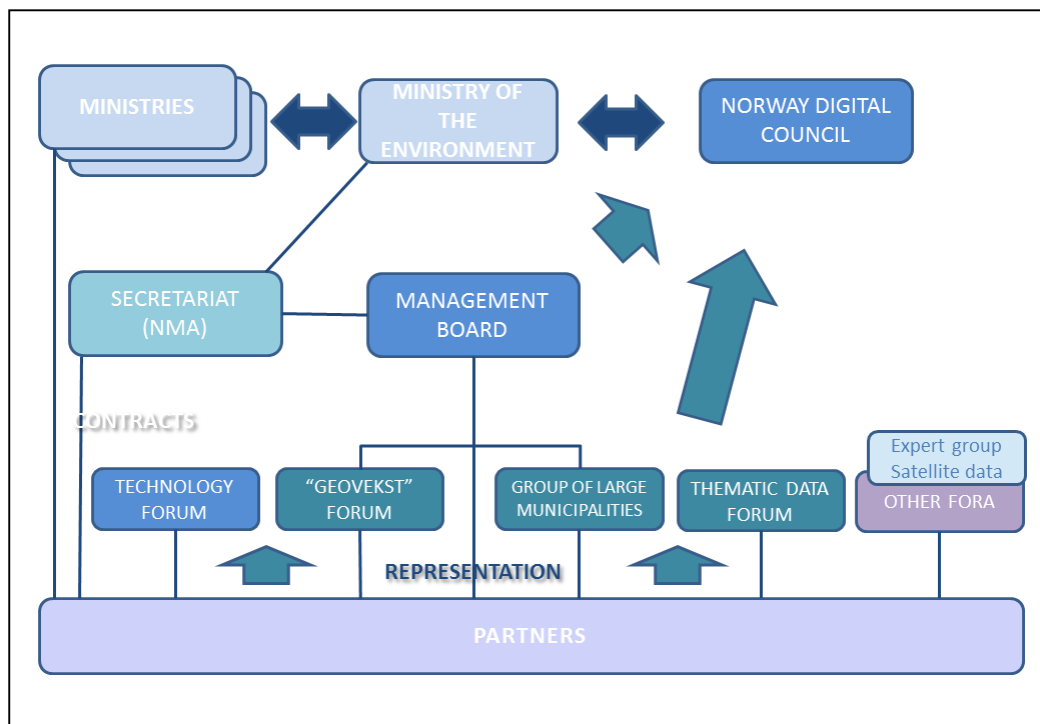 MINISTRIES
MINISTRY OF
THE
ENVIRONMENT
NORWAY DIGITAL
COUNCIL
SECRETARIAT
(NMA)
MANAGEMENT
BOARD
CONTRACTS
Expert group
Satellite data
TECHNOLOGY
FORUM
“GEOVEKST”
FORUM
GROUP OF LARGE
MUNICIPALITIES
THEMATIC DATA
FORUM
OTHER FORA
REPRESENTATION
PARTNERS